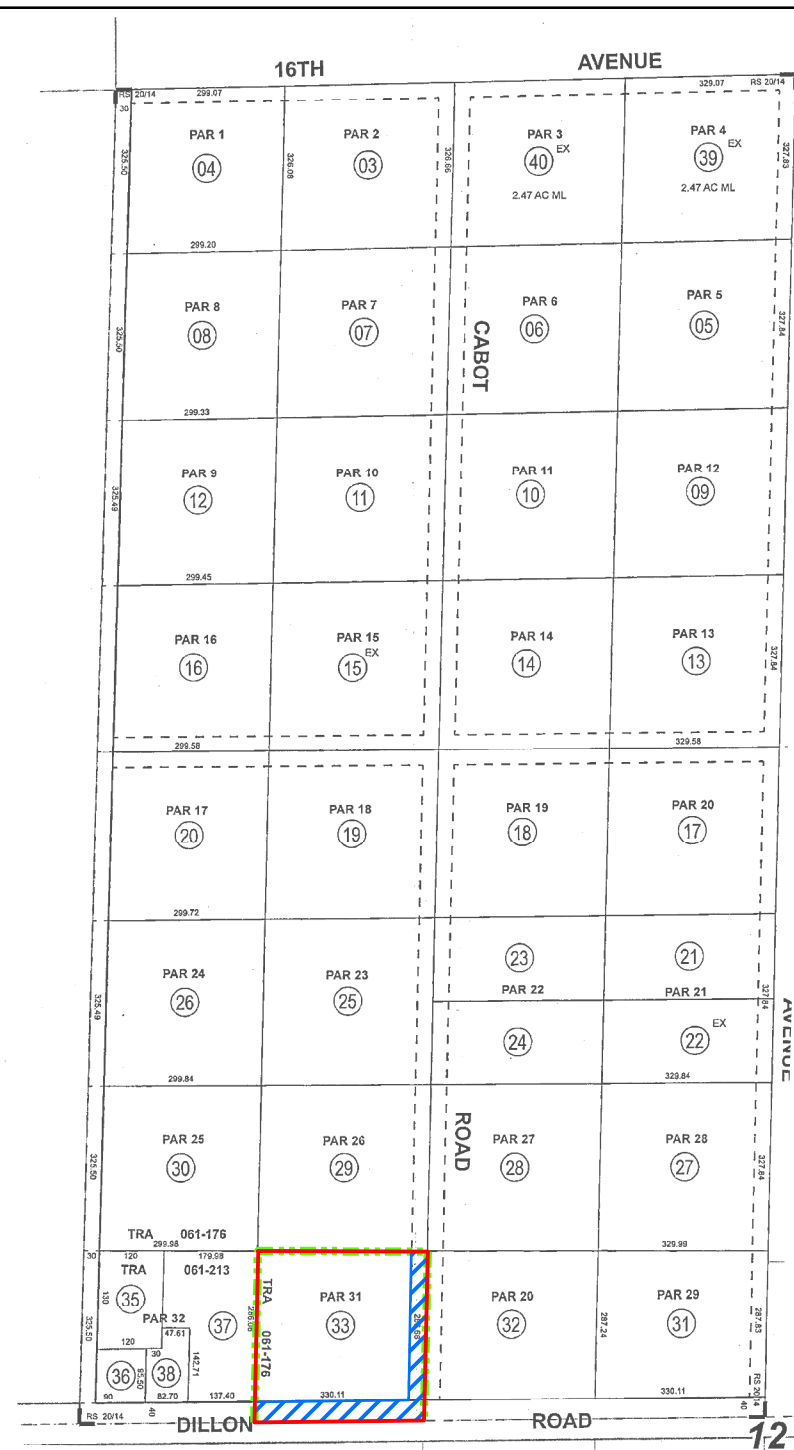 16TH AVENUE
RS 20/14 299.07 329.07 RS 20/14
30
PAR 1 PAR 2 PAR 3 PAR 4
04 03 40 EX 39 EX
325.50 326.08 326.66 327.83
2.47 AC ML 2.47 AC ML
299.20
PAR 8 PAR 7 PAR 6 PAR 5
08 07 06 05
325.50 CABOT 327.84
299.33
PAR 9 PAR 10 PAR 11 PAR 12
12 11 10 09
325.49
299.45
PAR 16 PAR 15 PAR 14 PAR 13
16 15 EX 14 13
327.84
299.58 329.58
PAR 17 PAR 18 PAR 19 PAR 20
20 19 18 17
299.72
23 21
PAR 24 PAR 23 PAR 22 PAR 21
26 25 24 22 EX
325.49 327.84 AVENUE
299.84 329.84
PAR 25 PAR 26 PAR 27 PAR 28
30 29 28 27
325.50 ROAD 327.84
TRA 061-176
299.98 329.99
30 120 179.98
TRA 061-213
35 130
PAR 32
37
47.61
120
30
36 38
95.50 142.71
325.50
90 82.70 137.40
286.08
TRA 061-176
PAR 31 PAR 20 PAR 29
33 32 31
287.24 287.83
330.11 330.11
RS 20/14 40 40 RS 20/14
DILLON ROAD
12